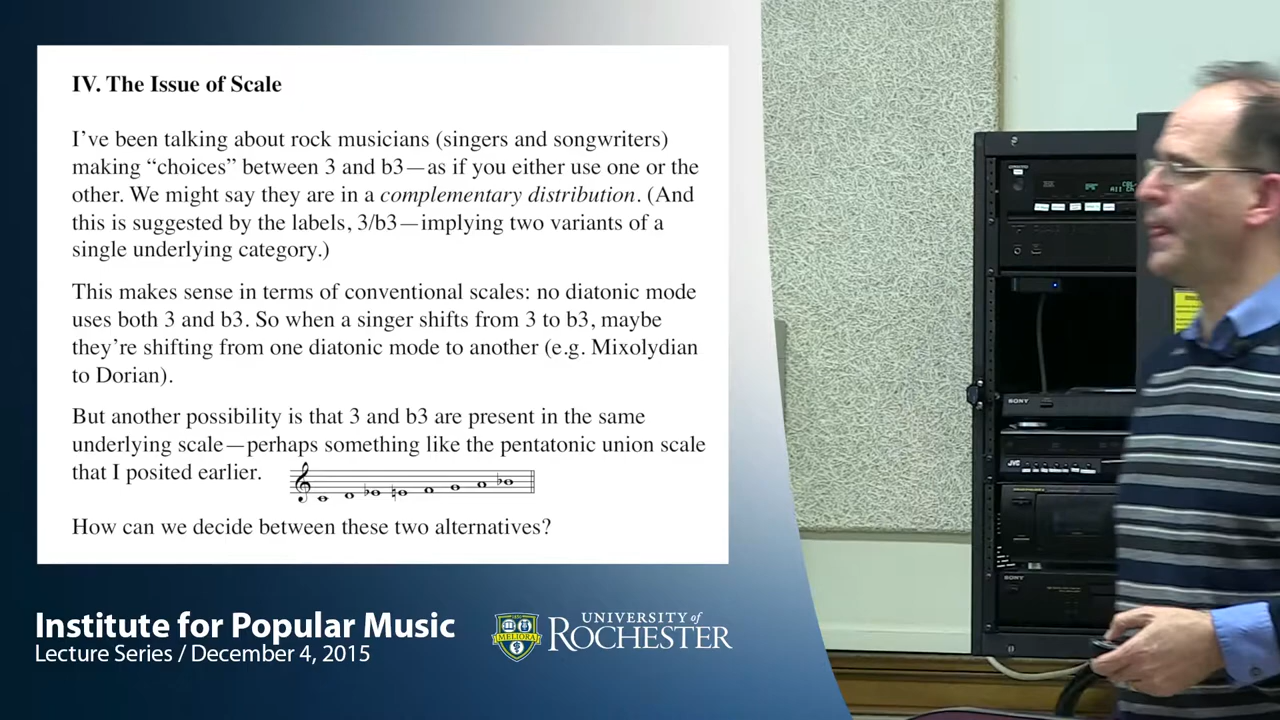 IV. The Issue of Scale
I’ve been talking about rock musicians (singers and songwriters)
making “choices” between 3 and b3—as if you either use one or the
other. We might say they are in a complementary distribution. (And
this is suggested by the labels, 3/b3—implying two variants of a
single underlying category.)
This makes sense in terms of conventional scales: no diatonic mode
uses both 3 and b3. So when a singer shifts from 3 to b3, maybe
they’re shifting from one diatonic mode to another (e.g. Mixolydian
to Dorian).
But another possibility is that 3 and b3 are present in the same
underlying scale—perhaps something like the pentatonic union scale
that I posited earlier.
How can we decide between these two alternatives?
Institute for Popular Music
Lecture Series / December 4, 2015
MELIORA
UNIVERSITY of
ROCHESTER
SONY
JVC
SONY